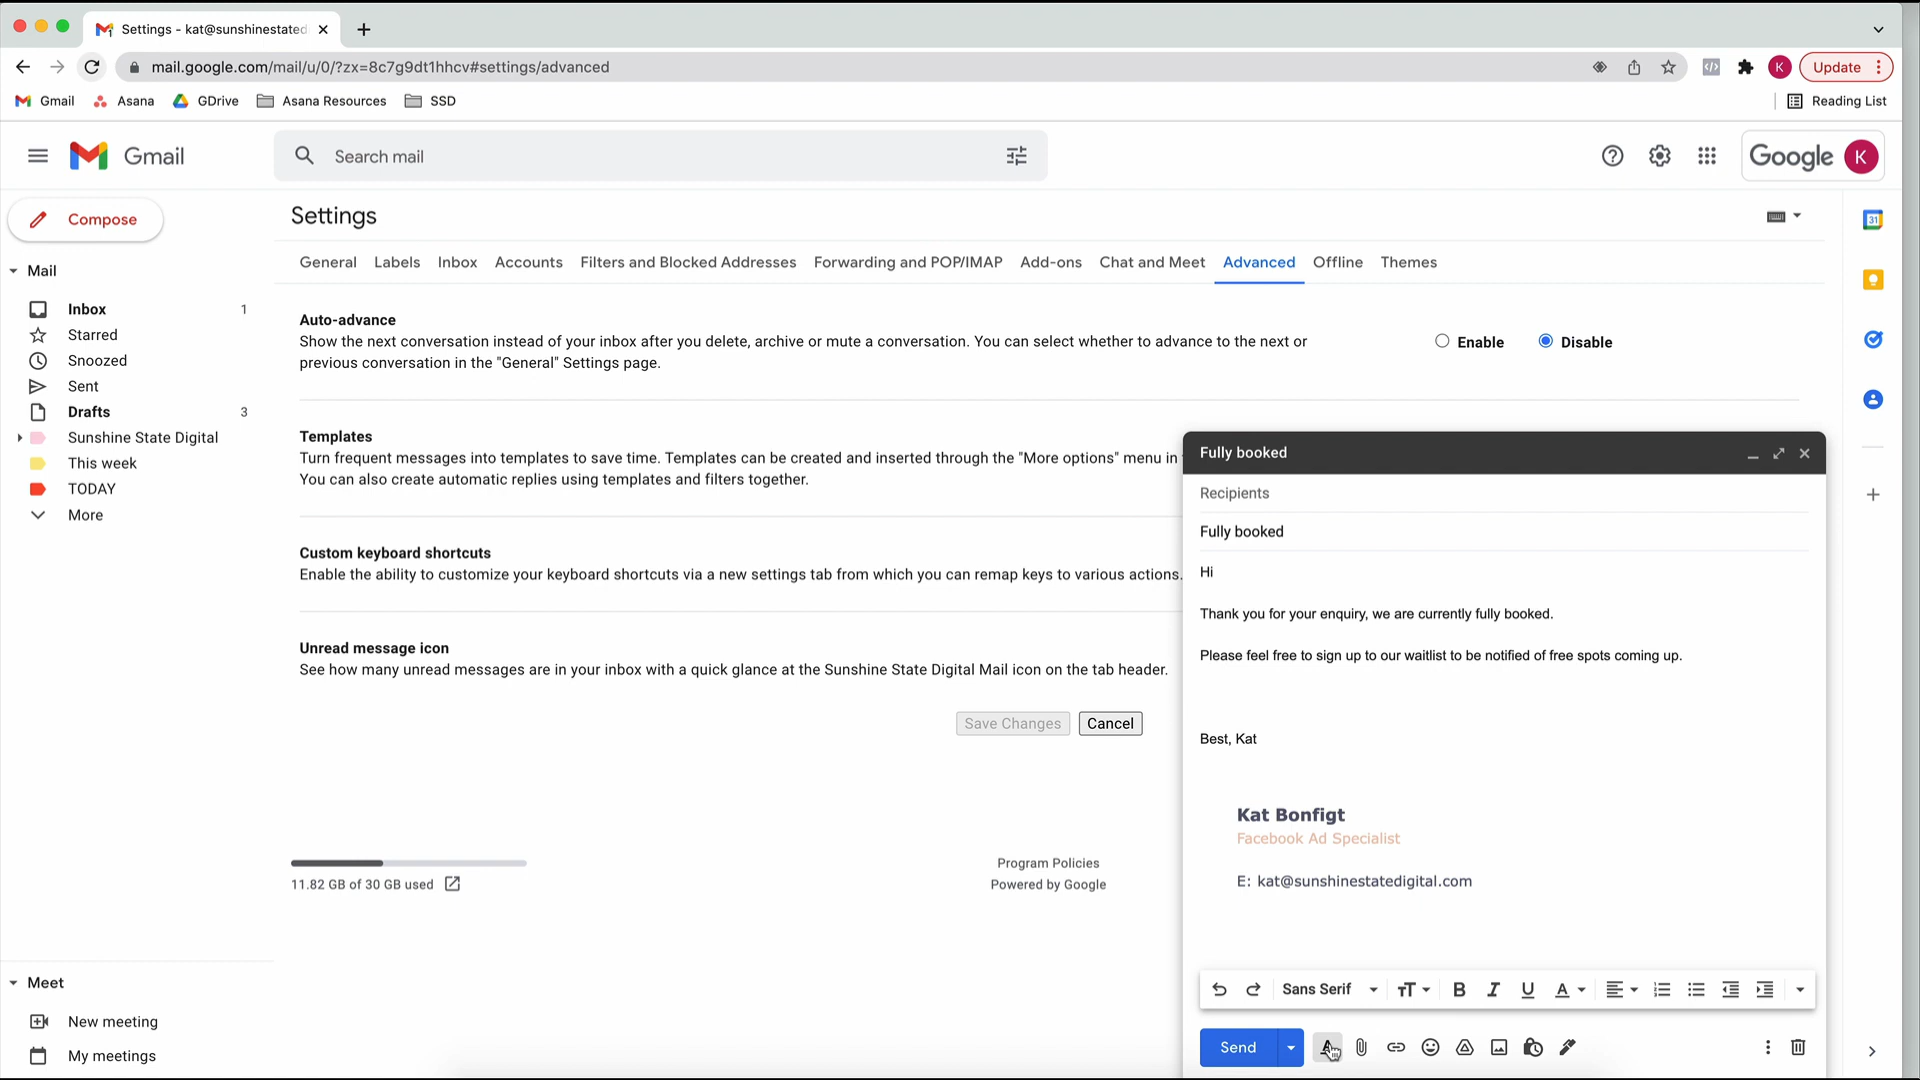 Settings - kat@sunshinestated
mail.google.com/mail/u/0/?zx=8c7g9dt1hhcv#settings/advanced
K
Update
Gmail
Asana
GDrive
Asana Resources
SSD
Reading List
Gmail
Search mail
Google
K
Compose
Settings
General
Labels
Inbox
Accounts
Filters and Blocked Addresses
Forwarding and POP/IMAP
Add-ons
Chat and Meet
Advanced
Offline
Themes
Mail
Inbox 1
Starred
Snoozed
Sent
Drafts 3
Sunshine State Digital
This week
TODAY
More
Auto-advance
Show the next conversation instead of your inbox after you delete, archive or mute a conversation. You can select whether to advance to the next or
previous conversation in the "General" Settings page.
Enable
Disable
Templates
Turn frequent messages into templates to save time. Templates can be created and inserted through the "More options" menu in
You can also create automatic replies using templates and filters together.
Custom keyboard shortcuts
Enable the ability to customize your keyboard shortcuts via a new settings tab from which you can remap keys to various actions.
Unread message icon
See how many unread messages are in your inbox with a quick glance at the Sunshine State Digital Mail icon on the tab header.
Save Changes
Cancel
11.82 GB of 30 GB used
Program Policies
Powered by Google
Meet
New meeting
My meetings
31
Fully booked
Recipients
Fully booked
Hi
Thank you for your enquiry, we are currently fully booked.
Please feel free to sign up to our waitlist to be notified of free spots coming up.
Best, Kat
Kat Bonfigt
Facebook Ad Specialist
E: kat@sunshinestatedigital.com
Sans Serif
Send